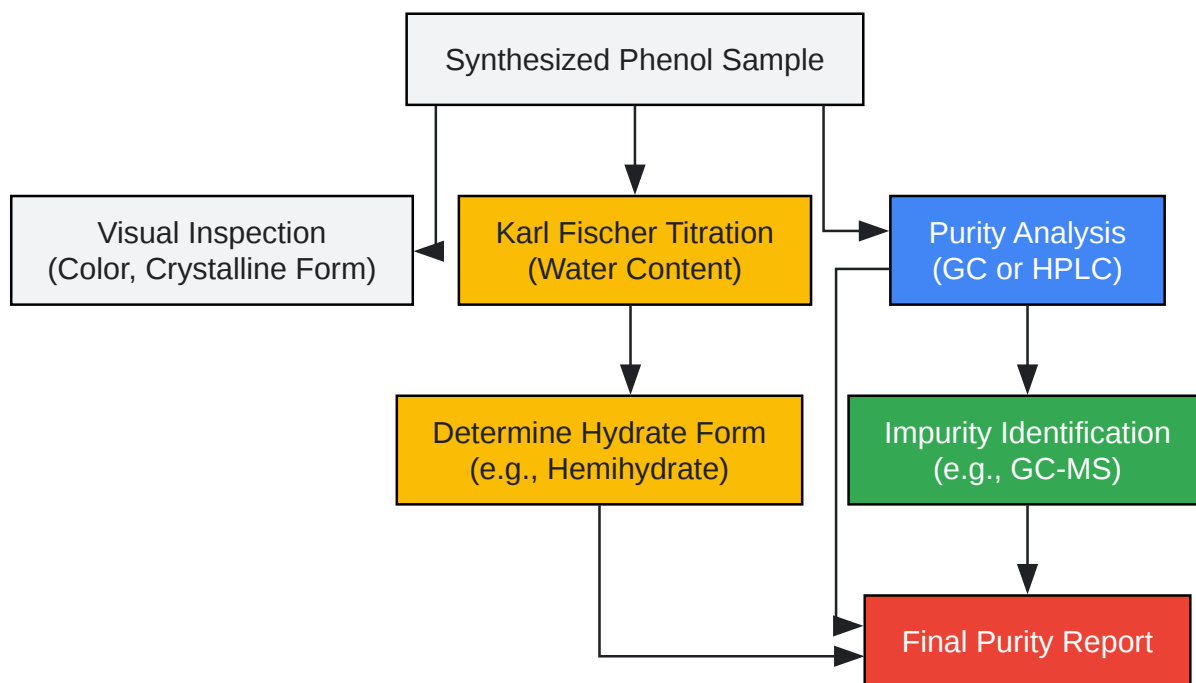 Synthesized Phenol Sample
Visual Inspection
(Color, Crystalline Form)
Karl Fischer Titration
(Water Content)
Purity Analysis
(GC or HPLC)
Determine Hydrate Form
(e.g., Hemihydrate)
Impurity Identification
(e.g., GC-MS)
Final Purity Report